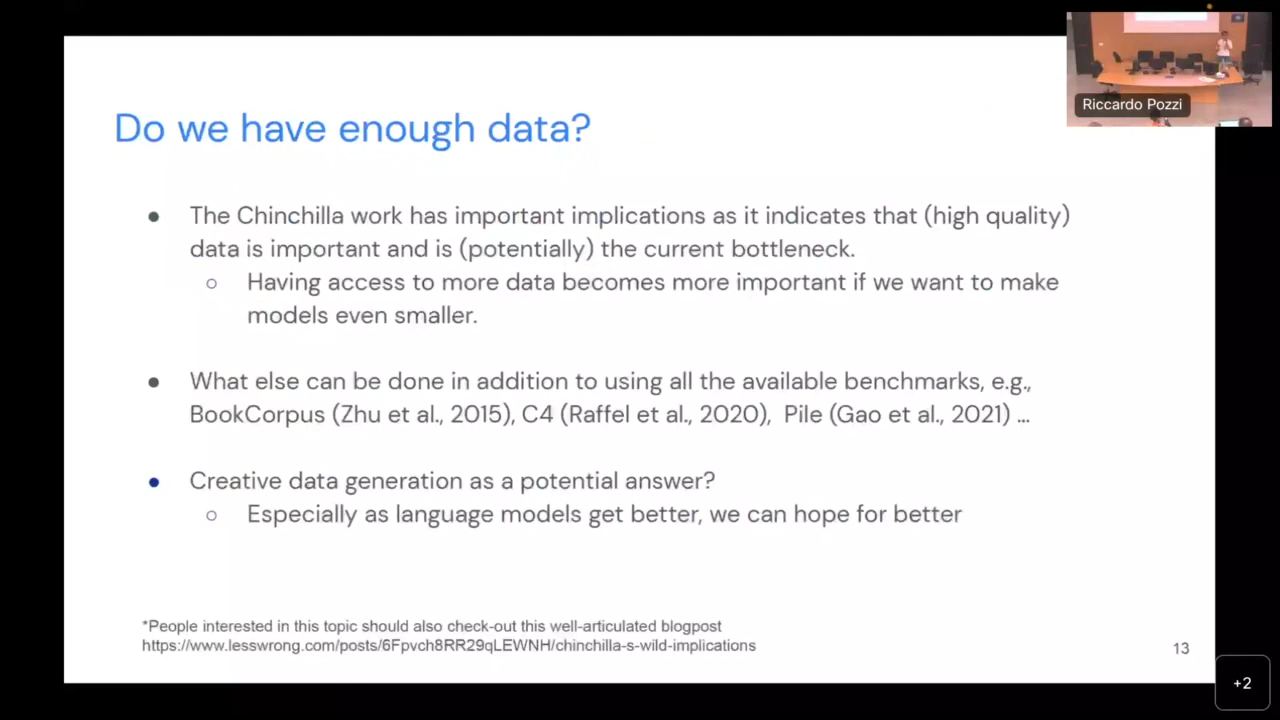 Do we have enough data?
Riccardo Pozzi
● The Chinchilla work has important implications as it indicates that (high quality)
data is important and is (potentially) the current bottleneck.
○ Having access to more data becomes more important if we want to make
models even smaller.
● What else can be done in addition to using all the available benchmarks, e.g.,
BookCorpus (Zhu et al., 2015), C4 (Raffel et al., 2020), Pile (Gao et al., 2021) ...
● Creative data generation as a potential answer?
○ Especially as language models get better, we can hope for better
*People interested in this topic should also check-out this well-articulated blogpost
https://www.lesswrong.com/posts/6Fpvch8RR29qLEWNH/chinchilla-s-wild-implications
13
+2